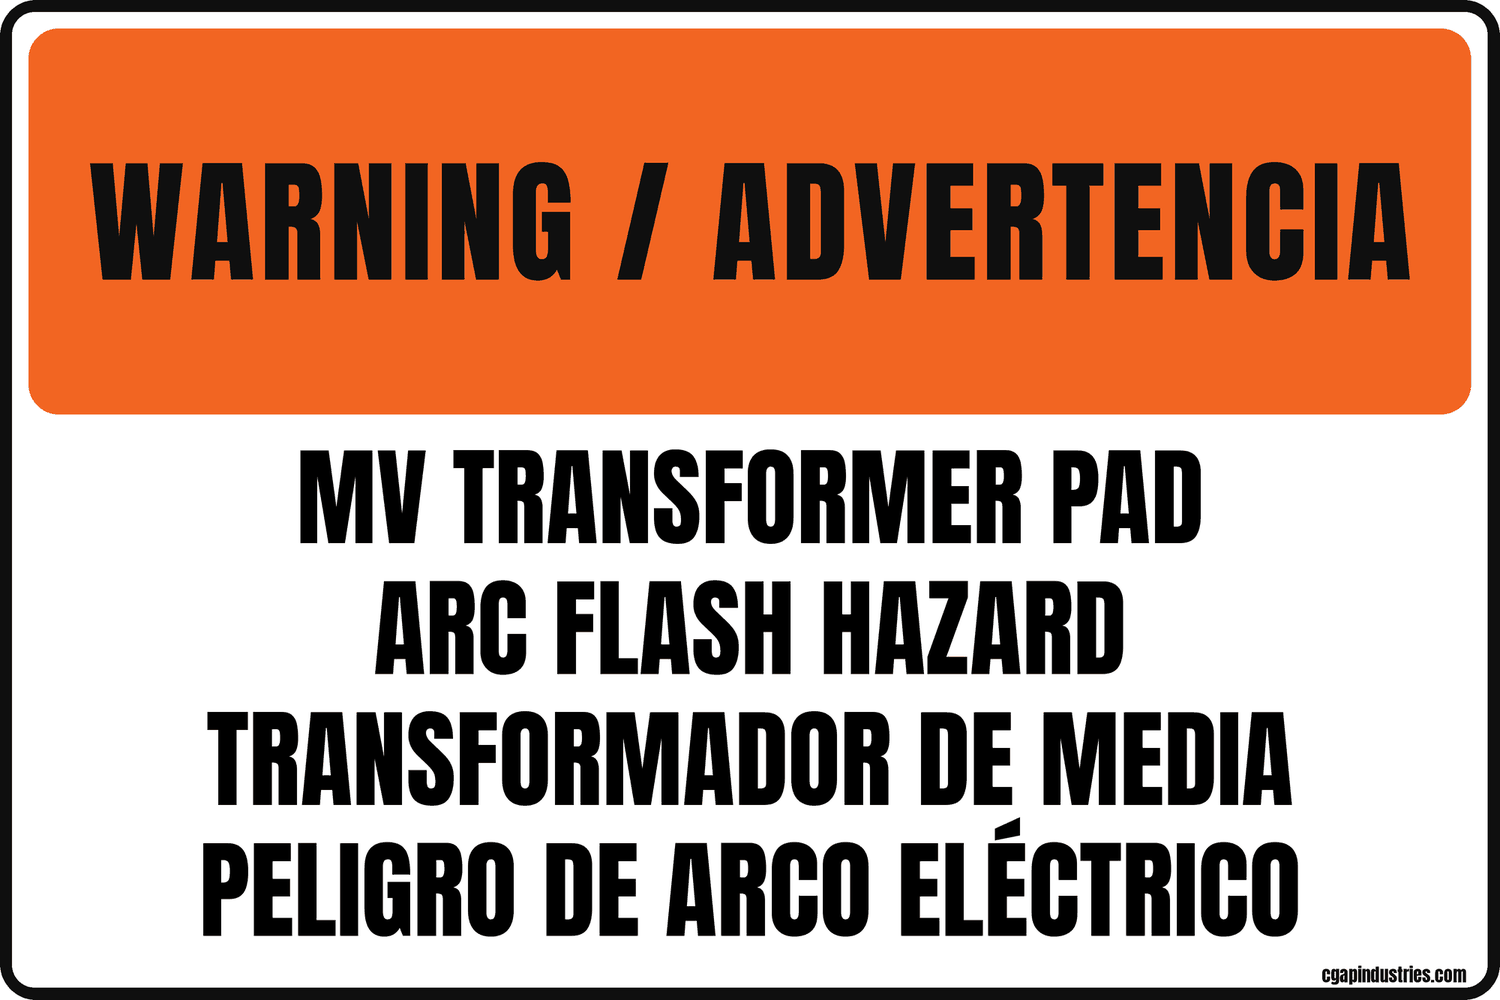 WARNING / ADVERTENCIA
MV TRANSFORMER PAD
ARC FLASH HAZARD
TRANSFORMADOR DE MEDIA
PELIGRO DE ARCO ELÉCTRICO
cgapindustries.com